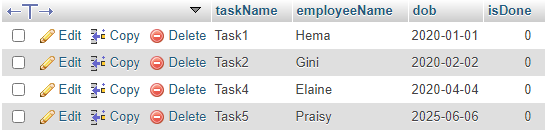 taskName employeeName dob isDone
Edit Copy Delete Task1 Hema 2020-01-01 0
Edit Copy Delete Task2 Gini 2020-02-02 0
Edit Copy Delete Task4 Elaine 2020-04-04 0
Edit Copy Delete Task5 Praisy 2025-06-06 0